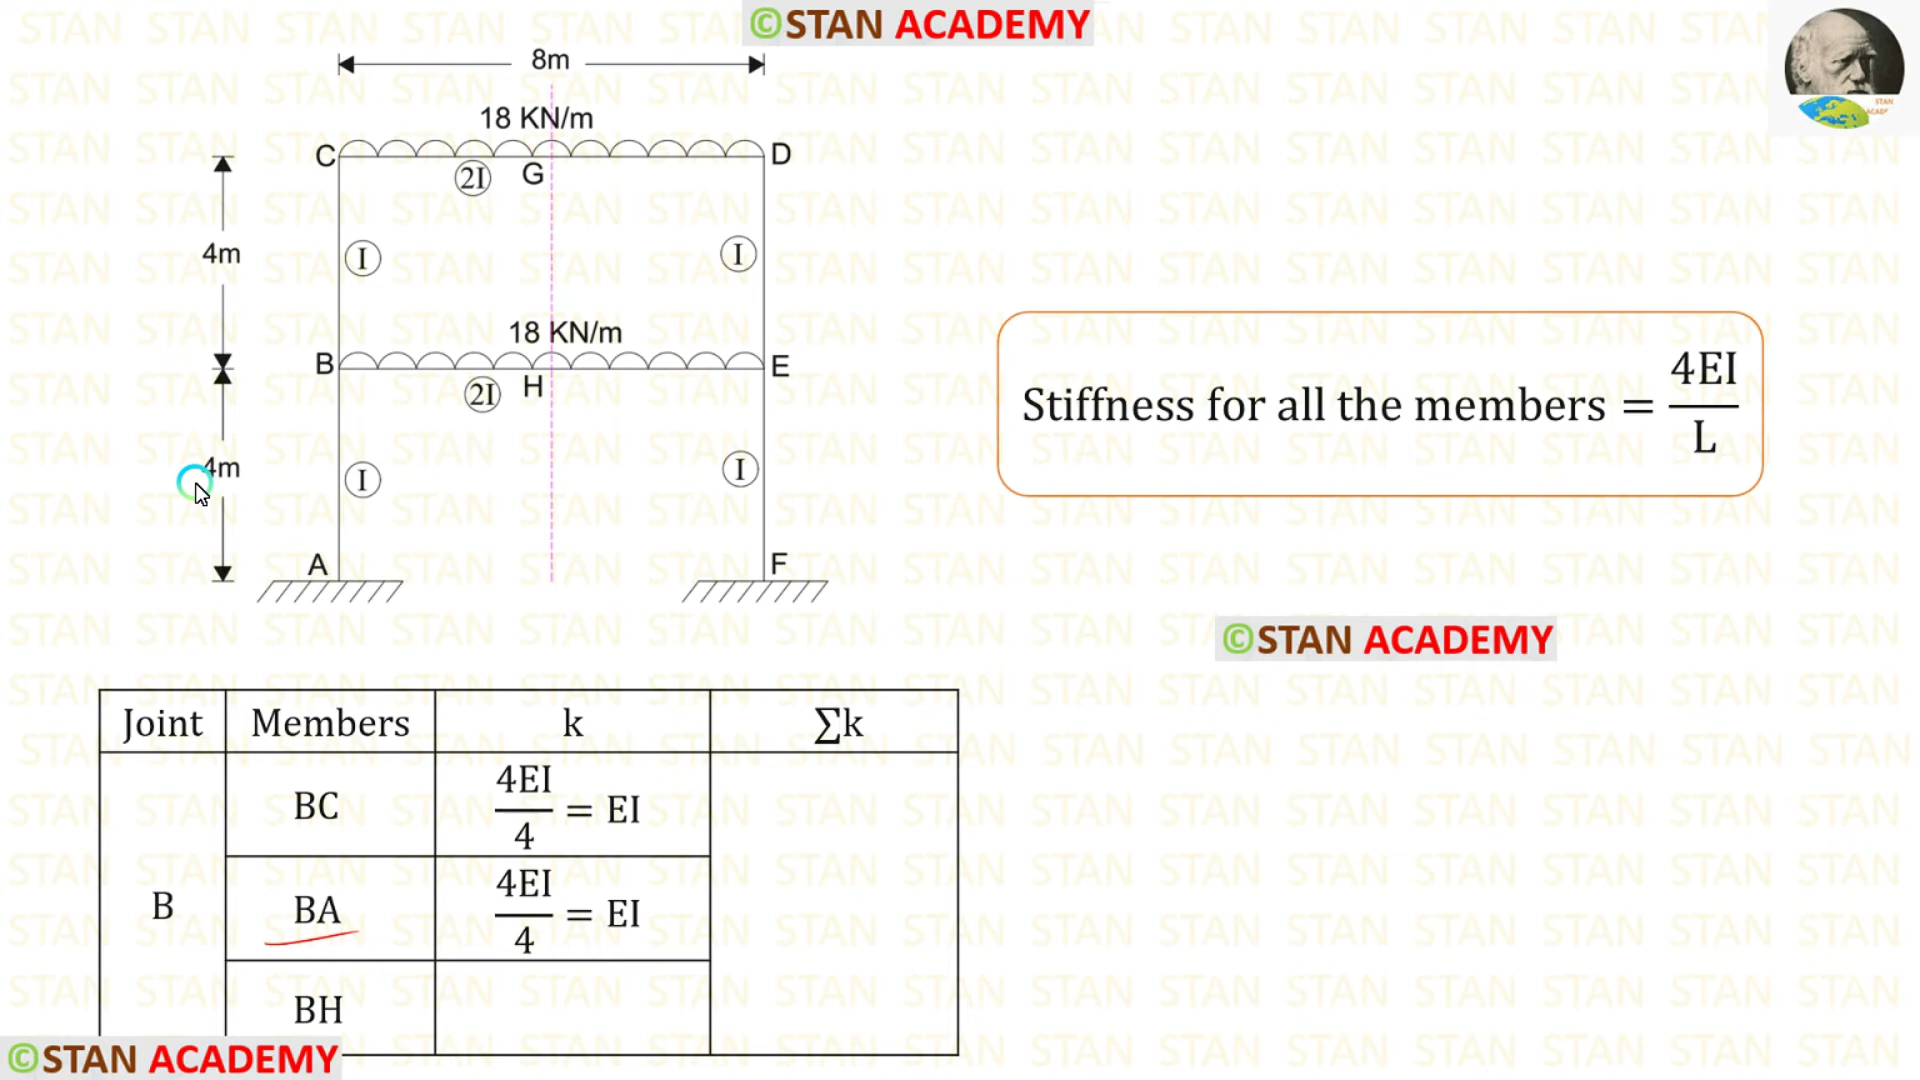 ©STAN ACADEMY
8m
18 KN/m
C
D
2I
G
4m
I
I
18 KN/m
B
E
2I
H
Stiffness for all the members = 4EI/L
4m
I
I
A
F
©STAN ACADEMY
Joint Members k ∑k
BC 4EI/4 = EI
B BA 4EI/4 = EI
BH
©STAN ACADEMY